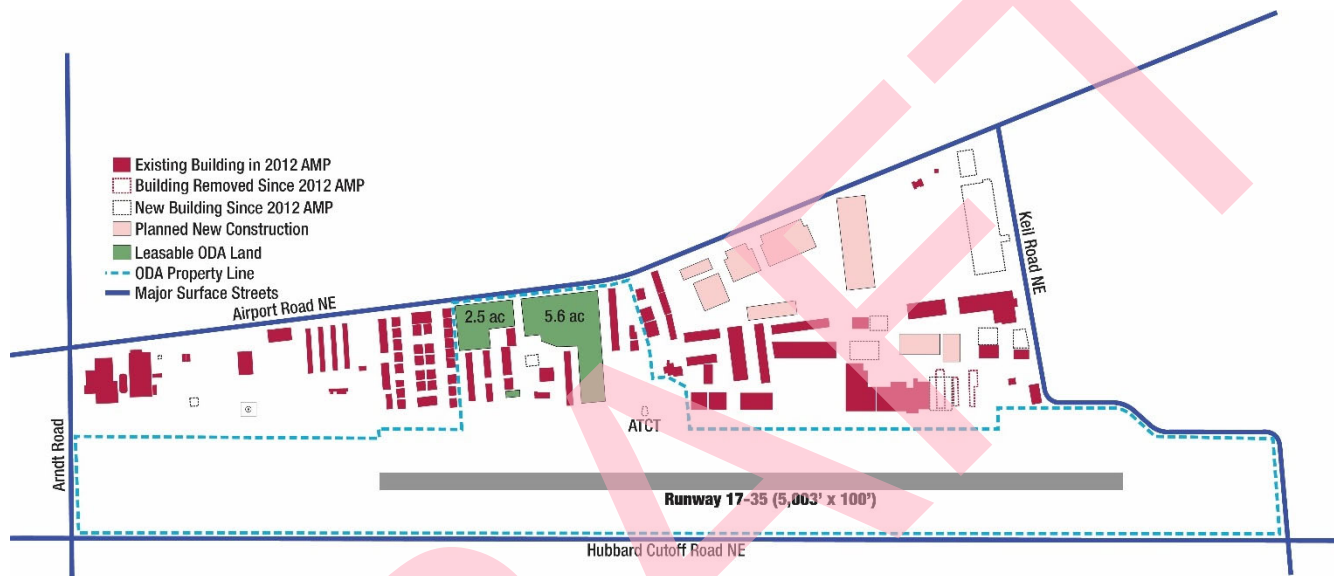 Existing Building in 2012 AMP
Building Removed Since 2012 AMP
New Building Since 2012 AMP
Planned New Construction
Leasable ODA Land
ODA Property Line
Major Surface Streets
Airport Road NE
2.5 ac
5.6 ac
Keil Road NE
Arndt Road
ATCT
Runway 17-35 (5,003' x 100')
Hubbard Cutoff Road NE